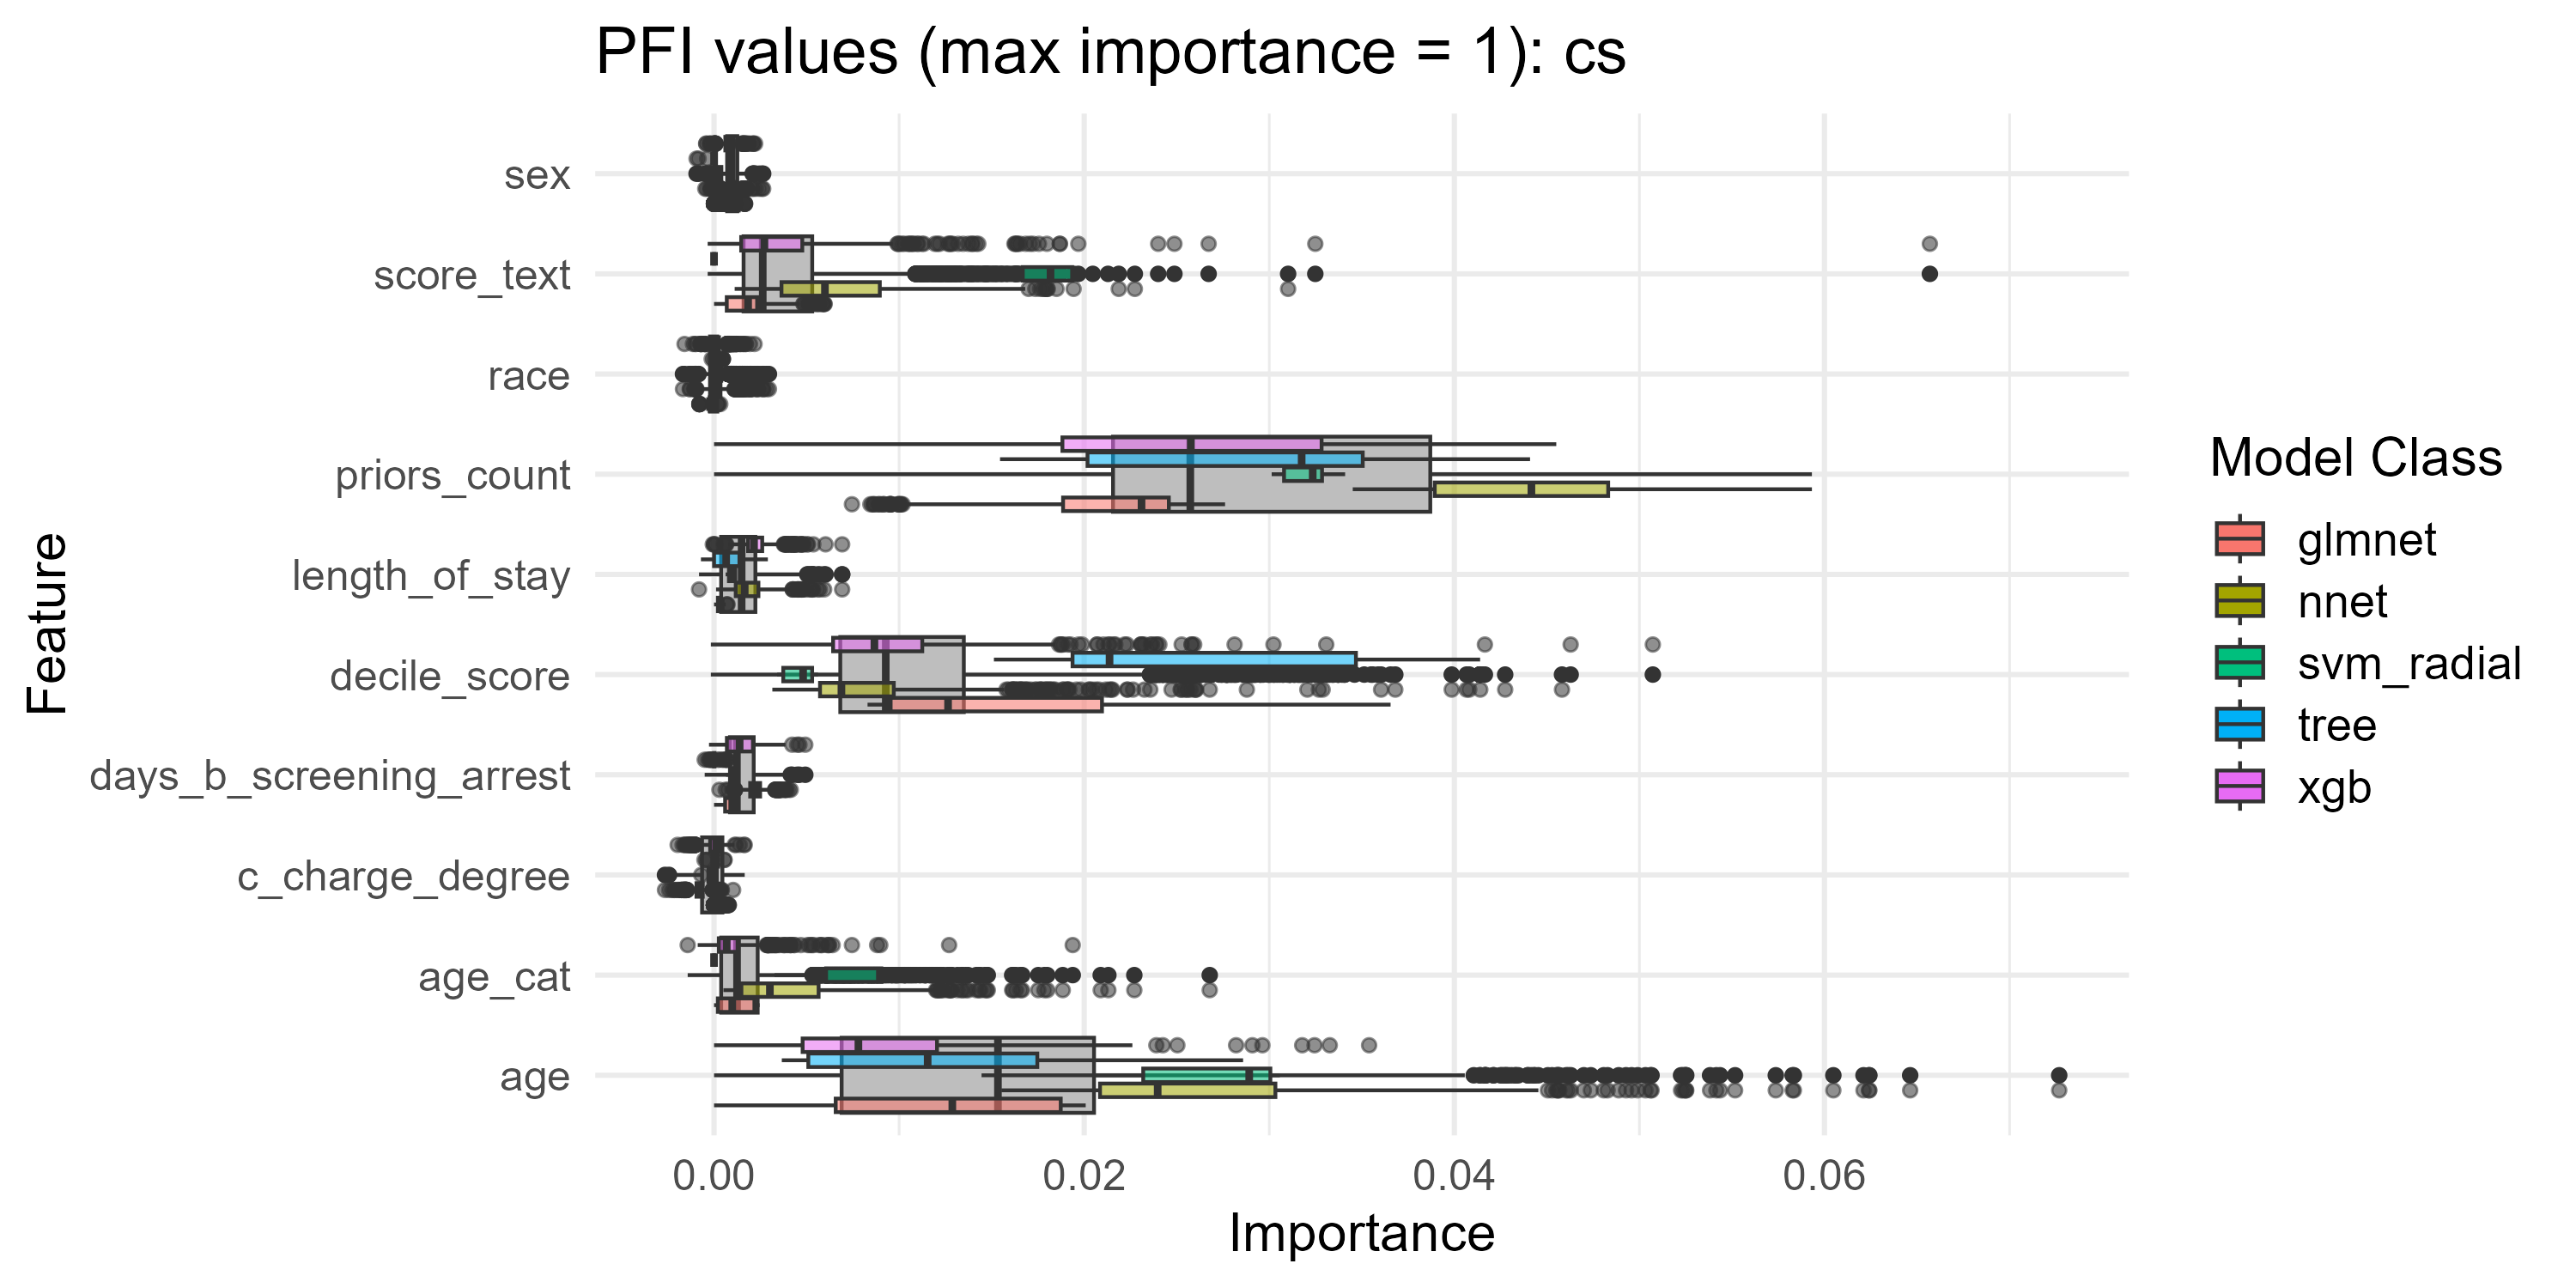 PFI values (max importance = 1): cs
Feature
sex
score_text
race
priors_count
length_of_stay
decile_score
days_b_screening_arrest
c_charge_degree
age_cat
age
0.00 0.02 0.04 0.06
Importance
Model Class
glmnet
nnet
svm_radial
tree
xgb